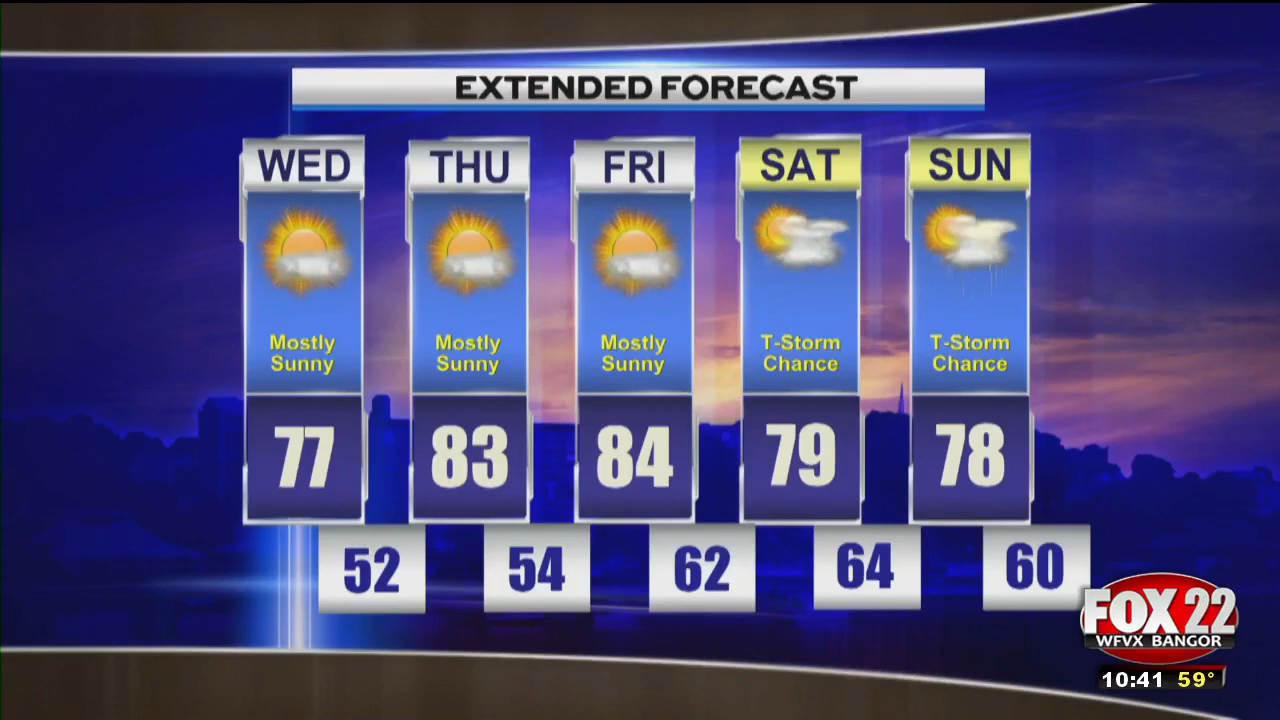 EXTENDED FORECAST
WED THU FRI SAT SUN
Mostly Mostly Mostly T-Storm T-Storm
Sunny Sunny Sunny Chance Chance
77 83 84 79 78
52 54 62 64 60
FOX 22
WFVX BANGOR
10:41 59°